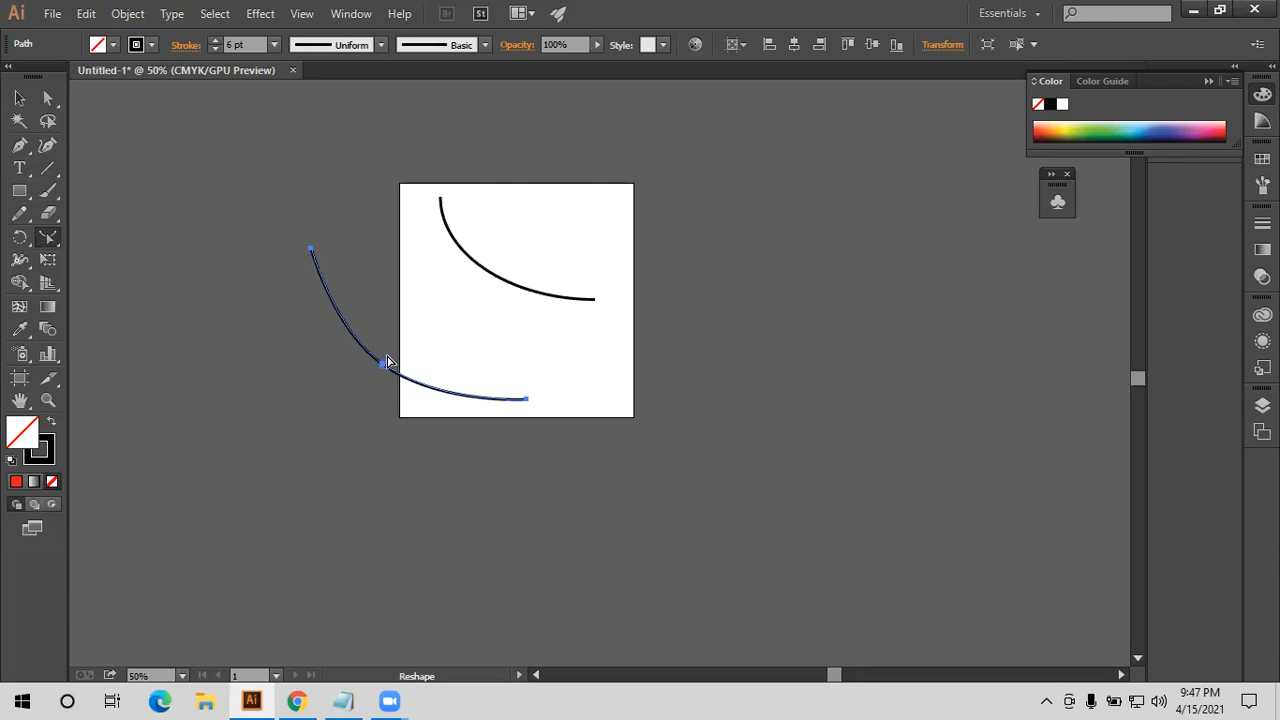 Ai File Edit Object Type Select Effect View Window Help Br St Essentials
Path Stroke: 6 pt Uniform Basic Opacity: 100% Style: Transform
Untitled-1* @ 50% (CMYK/GPU Preview) ×
Color Color Guide
50% 1 Reshape
Ai 9:47 PM
4/15/2021